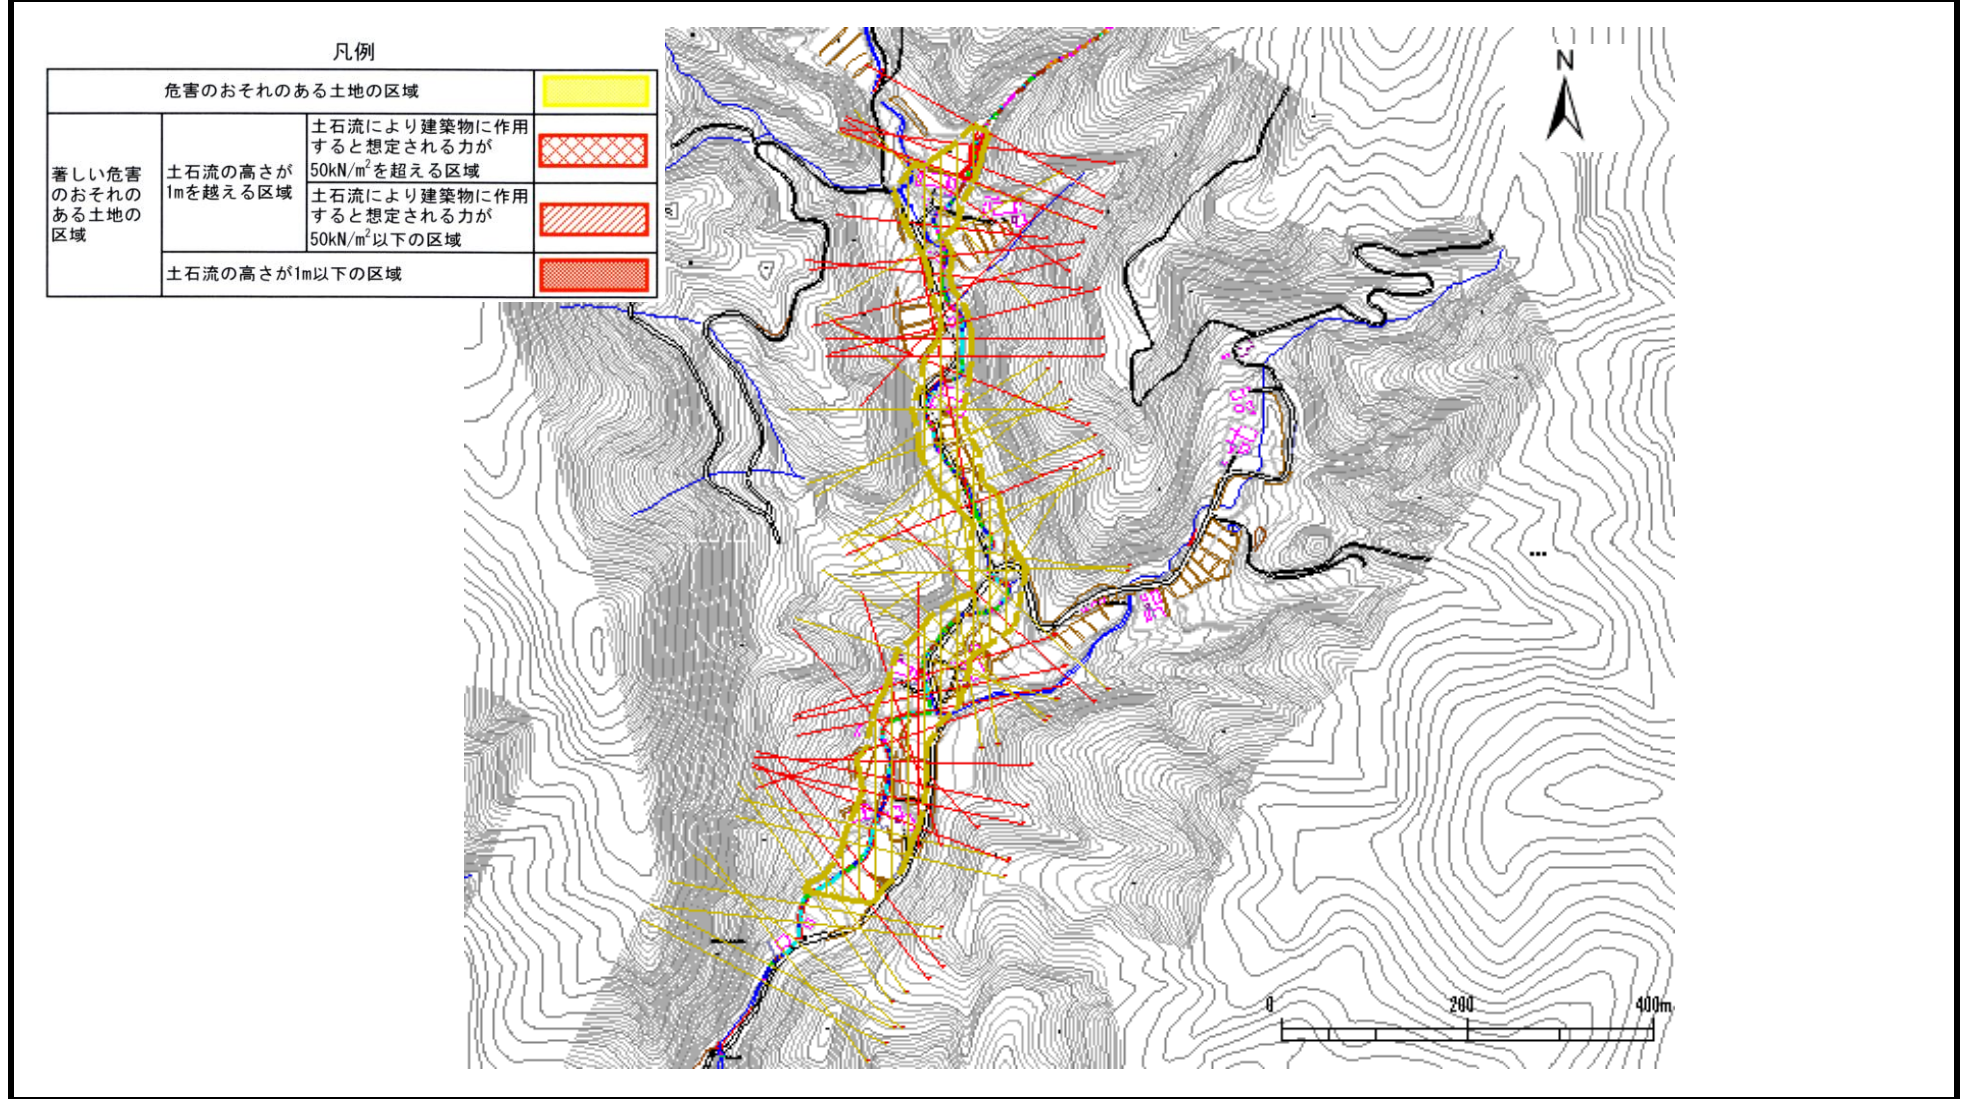 凡例
危害のおそれのある土地の区域
著しい危害
のおそれの
ある土地の
区域
土石流の高さが
1mを越える区域
土石流により建築物に作用
すると想定される力が
50kN/m²を超える区域
土石流により建築物に作用
すると想定される力が
50kN/m²以下の区域
土石流の高さが1m以下の区域
N
0 200 400m